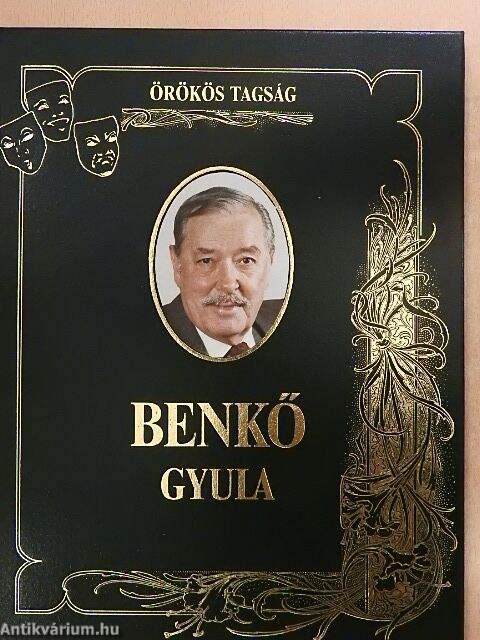 ÖRÖKÖS TAGSÁG
BENKŐ
GYULA
Antikvárium.hu